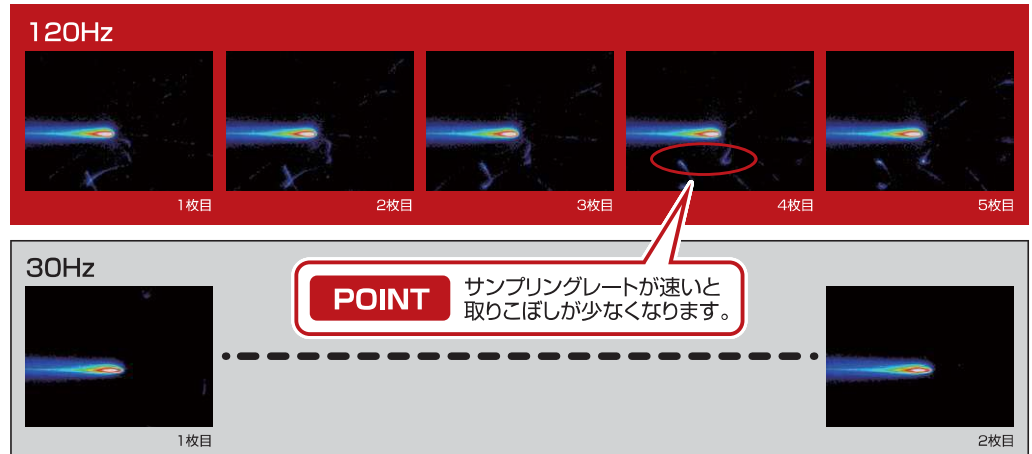 120Hz
1枚目
2枚目
3枚目
4枚目
5枚目
30Hz
POINT
サンプリングレートが速いと
取りこぼしが少なくなります。
1枚目
2枚目